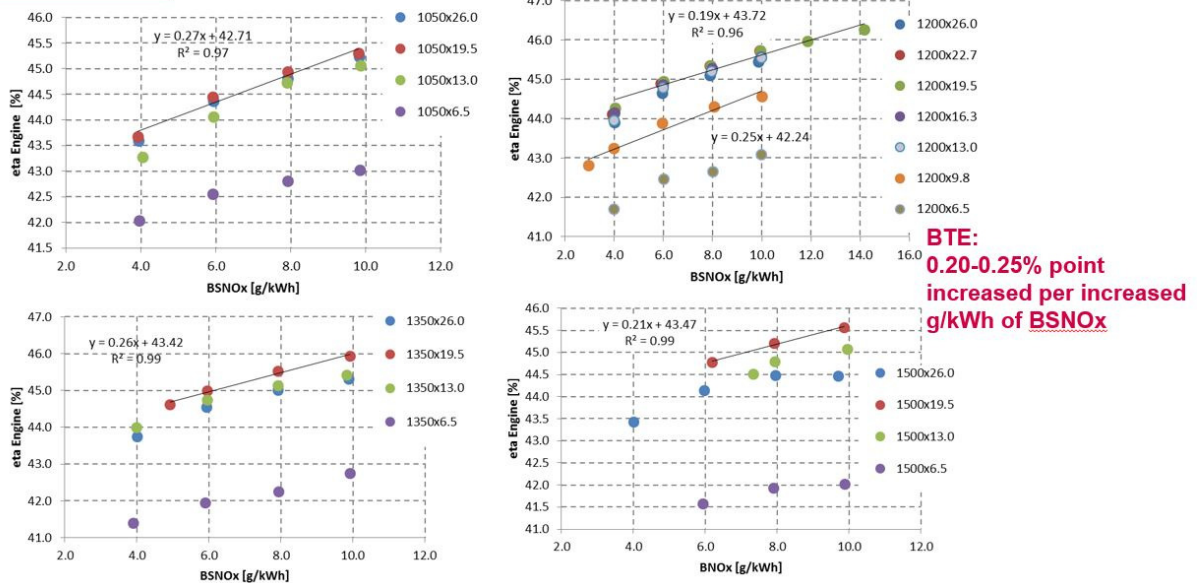 46.0
45.5
45.0
44.5
44.0
43.5
43.0
42.5
42.0
41.5
eta Engine [%]
y = 0.27x + 42.71
R² = 0.97
1050x26.0
1050x19.5
1050x13.0
1050x6.5
2.0 4.0 6.0 8.0 10.0 12.0
BSNOx [g/kWh]
47.0
46.0
45.0
44.0
43.0
42.0
41.0
eta Engine [%]
y = 0.19x + 43.72
R² = 0.96
y = 0.25x + 42.24
1200x26.0
1200x22.7
1200x19.5
1200x16.3
1200x13.0
1200x9.8
1200x6.5
2.0 4.0 6.0 8.0 10.0 12.0 14.0 16.0
BSNOx [g/kWh]
BTE:
0.20-0.25% point
increased per increased
g/kWh of BSNOx
47.0
46.0
45.0
44.0
43.0
42.0
41.0
eta Engine [%]
y = 0.26x + 43.42
R² = 0.99
1350x26.0
1350x19.5
1350x13.0
1350x6.5
2.0 4.0 6.0 8.0 10.0 12.0
BSNOx [g/kWh]
46.0
45.5
45.0
44.5
44.0
43.5
43.0
42.5
42.0
41.5
41.0
eta Engine [%]
y = 0.21x + 43.47
R² = 0.99
1500x26.0
1500x19.5
1500x13.0
1500x6.5
2.0 4.0 6.0 8.0 10.0 12.0
BNOx [g/kWh]